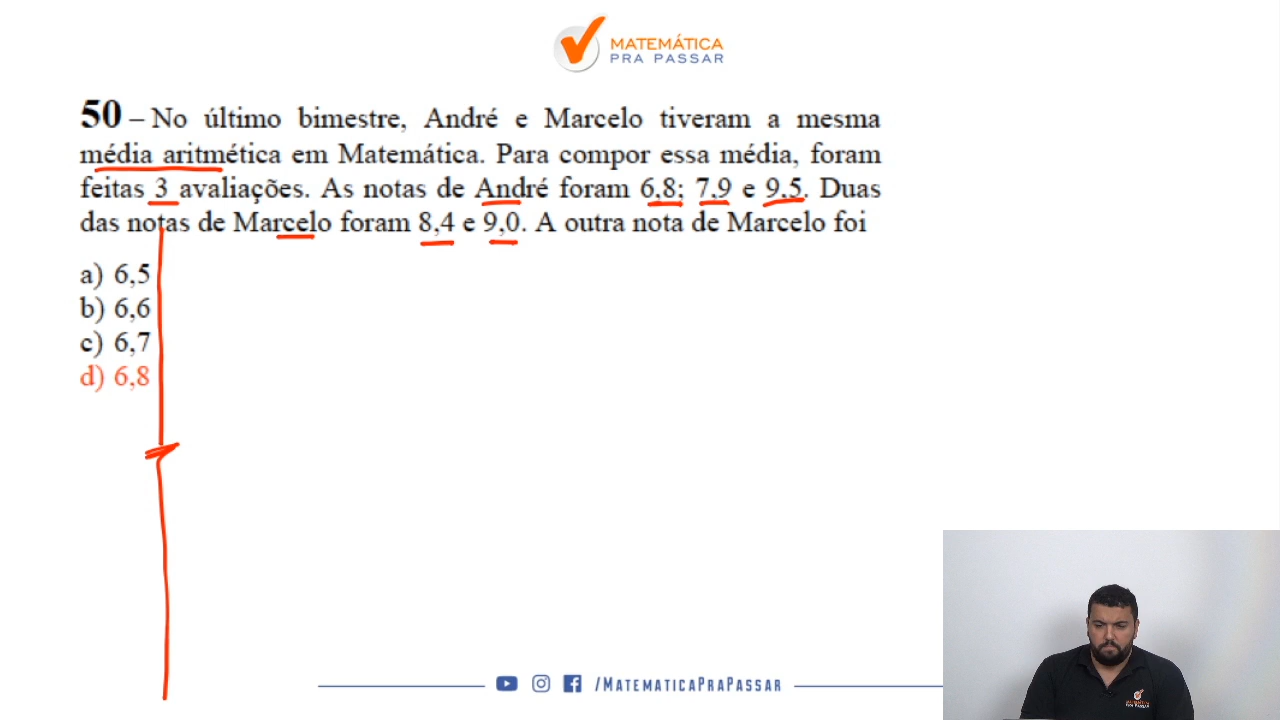 MATEMÁTICA
PRA PASSAR
50 – No último bimestre, André e Marcelo tiveram a mesma
média aritmética em Matemática. Para compor essa média, foram
feitas 3 avaliações. As notas de André foram 6,8; 7,9 e 9,5. Duas
das notas de Marcelo foram 8,4 e 9,0. A outra nota de Marcelo foi
a) 6,5
b) 6,6
c) 6,7
d) 6,8
/MATEMATICAPRAPASSAR
MATEMÁTICA
PRA PASSAR